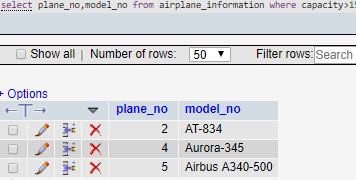 select plane_no,model_no from airplane_information where capacity>15
Show all | Number of rows: 50 Filter rows: Search
+ Options
←T→ plane_no model_no
2 AT-834
4 Aurora-345
5 Airbus A340-500